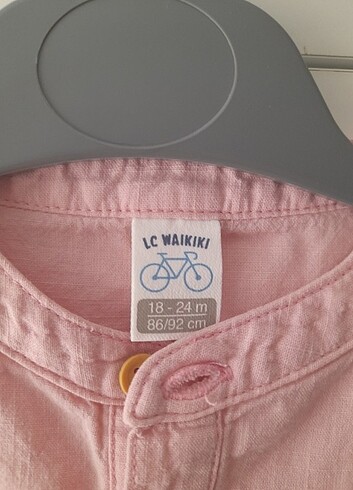 LC WAIKIKI
18 - 24 m
86/92 cm